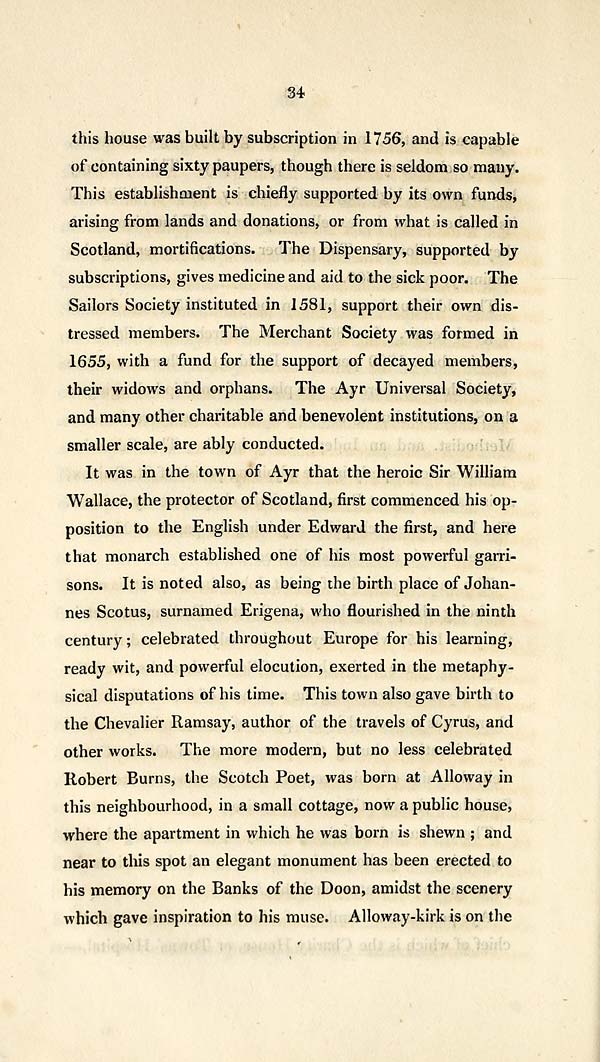 34
this house was built by subscription in 1756, and is capable
of containing sixty paupers, though there is seldom so many.
This establishment is chiefly supported by its own funds,
arising from lands and donations, or from what is called in
Scotland, mortifications. The Dispensary, supported by
subscriptions, gives medicine and aid to the sick poor. The
Sailors Society instituted in 1581, support their own dis-
tressed members. The Merchant Society was formed in
1655, with a fund for the support of decayed members,
their widows and orphans. The Ayr Universal Society,
and many other charitable and benevolent institutions, on a
smaller scale, are ably conducted.
It was in the town of Ayr that the heroic Sir William
Wallace, the protector of Scotland, first commenced his op-
position to the English under Edward the first, and here
that monarch established one of his most powerful garri-
sons. It is noted also, as being the birth place of Johan-
nes Scotus, surnamed Erigena, who flourished in the ninth
century; celebrated throughout Europe for his learning,
ready wit, and powerful elocution, exerted in the metaphy-
sical disputations of his time. This town also gave birth to
the Chevalier Ramsay, author of the travels of Cyrus, and
other works. The more modern, but no less celebrated
Robert Burns, the Scotch Poet, was born at Alloway in
this neighbourhood, in a small cottage, now a public house,
where the apartment in which he was born is shewn ; and
near to this spot an elegant monument has been erected to
his memory on the Banks of the Doon, amidst the scenery
which gave inspiration to his muse. Alloway-kirk is on the